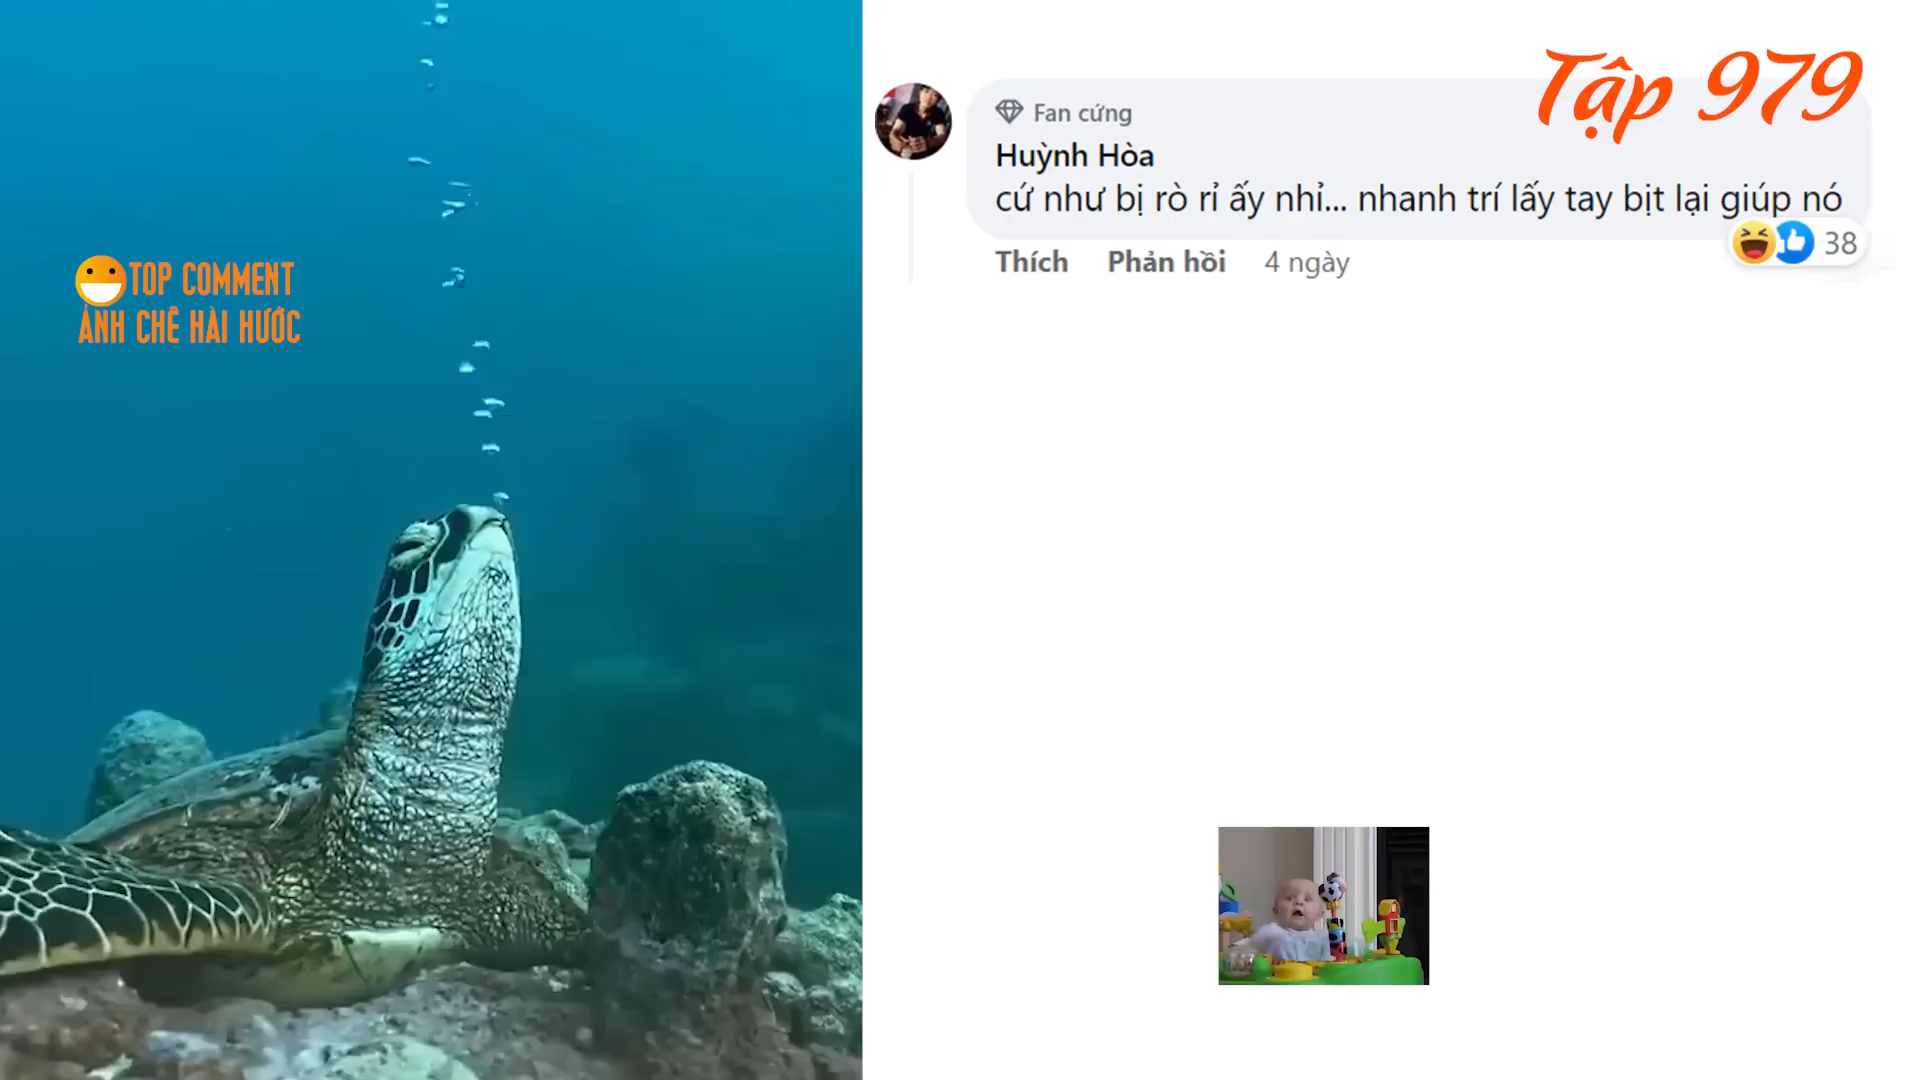 TOP COMMENT
ẢNH CHẾ HÀI HƯỚC
Tập 979
Fan cứng
Huỳnh Hòa
cứ như bị rò rỉ ấy nhỉ... nhanh trí lấy tay bịt lại giúp nó
38
Thích Phản hồi 4 ngày